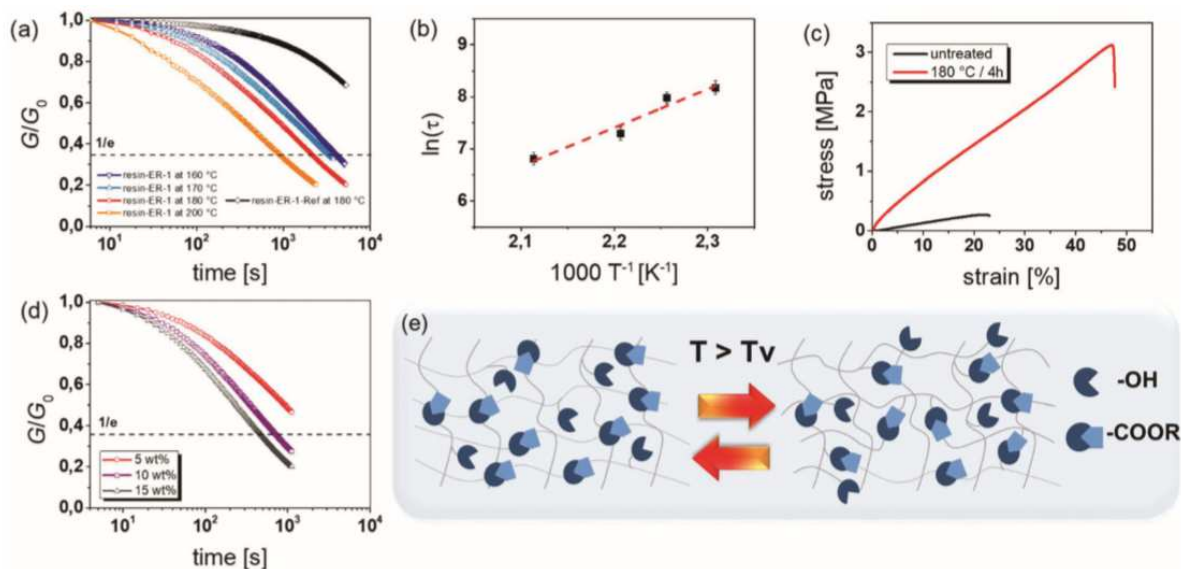 (a)
1,0
0,8
0,6
0,4
0,2
0,0
G/G₀
1/e
resin-ER-1 at 160 °C
resin-ER-1 at 170 °C
resin-ER-1 at 180 °C
resin-ER-1 at 200 °C
resin-ER-1-Ref at 180 °C
10¹ 10² 10³ 10⁴
time [s]
(b)
9
8
7
6
ln(τ)
2,1 2,2 2,3
1000 T⁻¹ [K⁻¹]
(c)
untreated
180 °C / 4h
3
2
1
0
stress [MPa]
0 10 20 30 40 50
strain [%]
(d)
1,0
0,8
0,6
0,4
0,2
0,0
G/G₀
1/e
5 wt%
10 wt%
15 wt%
10¹ 10² 10³ 10⁴
time [s]
(e)
T > Tv
-OH
-COOR